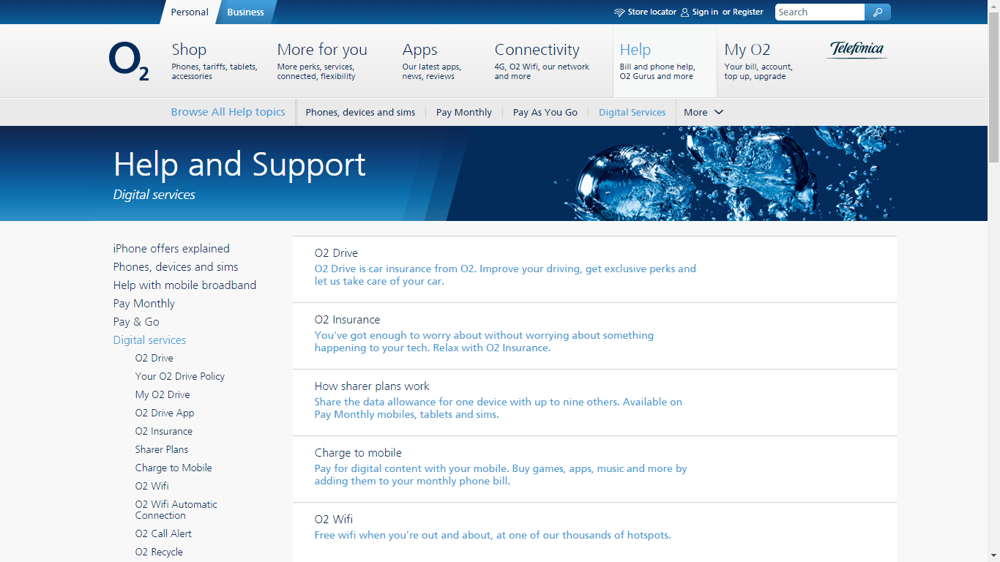 Personal
Business
Store locator
Sign in or Register
Search
O2
Shop
Phones, tariffs, tablets,
accessories
More for you
More perks, services,
connected, flexibility
Apps
Our latest apps,
news, reviews
Connectivity
4G, O2 Wifi, our network
and more
Help
Bill and phone help,
O2 Gurus and more
My O2
Your bill, account,
top up, upgrade
Telefónica
Browse All Help topics
Phones, devices and sims
Pay Monthly
Pay As You Go
Digital Services
More
Help and Support
Digital services
iPhone offers explained
Phones, devices and sims
Help with mobile broadband
Pay Monthly
Pay & Go
Digital services
O2 Drive
Your O2 Drive Policy
My O2 Drive
O2 Drive App
O2 Insurance
Sharer Plans
Charge to Mobile
O2 Wifi
O2 Wifi Automatic
Connection
O2 Call Alert
O2 Recycle
O2 Drive
O2 Drive is car insurance from O2. Improve your driving, get exclusive perks and
let us take care of your car.
O2 Insurance
You've got enough to worry about without worrying about something
happening to your tech. Relax with O2 Insurance.
How sharer plans work
Share the data allowance for one device with up to nine others. Available on
Pay Monthly mobiles, tablets and sims.
Charge to mobile
Pay for digital content with your mobile. Buy games, apps, music and more by
adding them to your monthly phone bill.
O2 Wifi
Free wifi when you're out and about, at one of our thousands of hotspots.